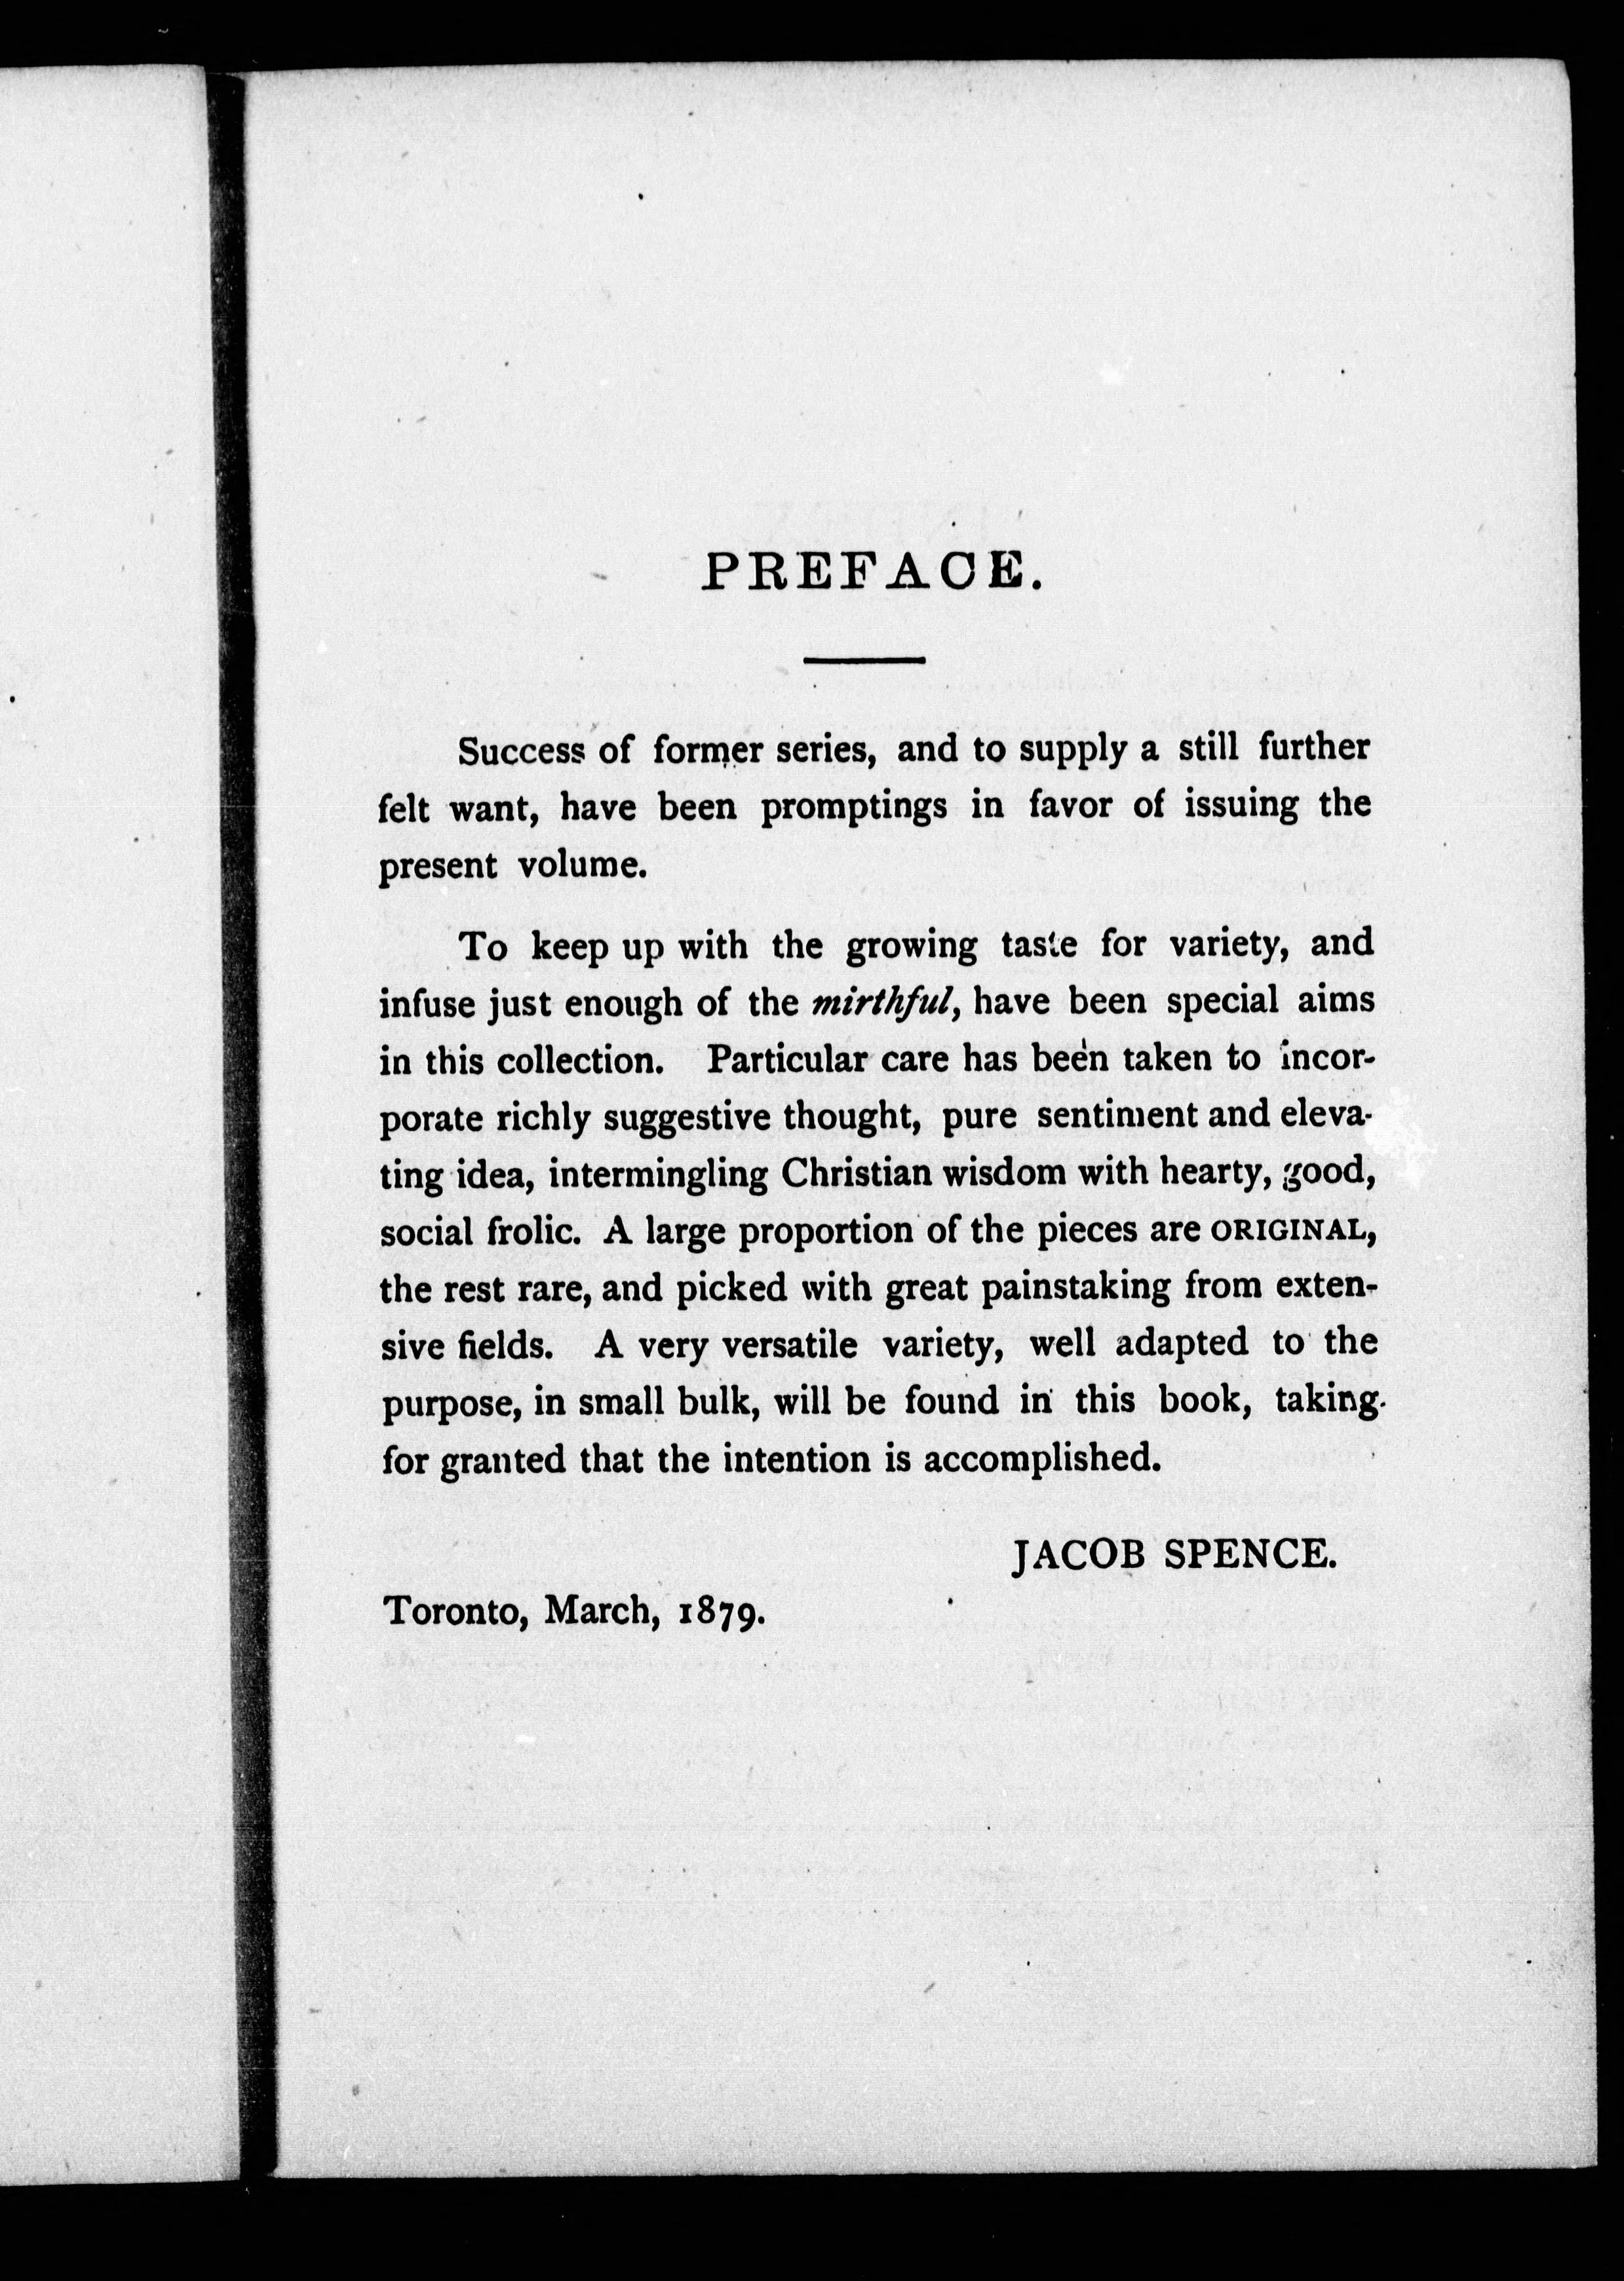 PREFACE.
Success of former series, and to supply a still further
felt want, have been promptings in favor of issuing the
present volume.
To keep up with the growing taste for variety, and
infuse just enough of the mirthful, have been special aims
in this collection. Particular care has been taken to incor-
porate richly suggestive thought, pure sentiment and eleva-
ting idea, intermingling Christian wisdom with hearty, good,
social frolic. A large proportion of the pieces are ORIGINAL,
the rest rare, and picked with great painstaking from exten-
sive fields. A very versatile variety, well adapted to the
purpose, in small bulk, will be found in this book, taking
for granted that the intention is accomplished.
JACOB SPENCE.
Toronto, March, 1879.